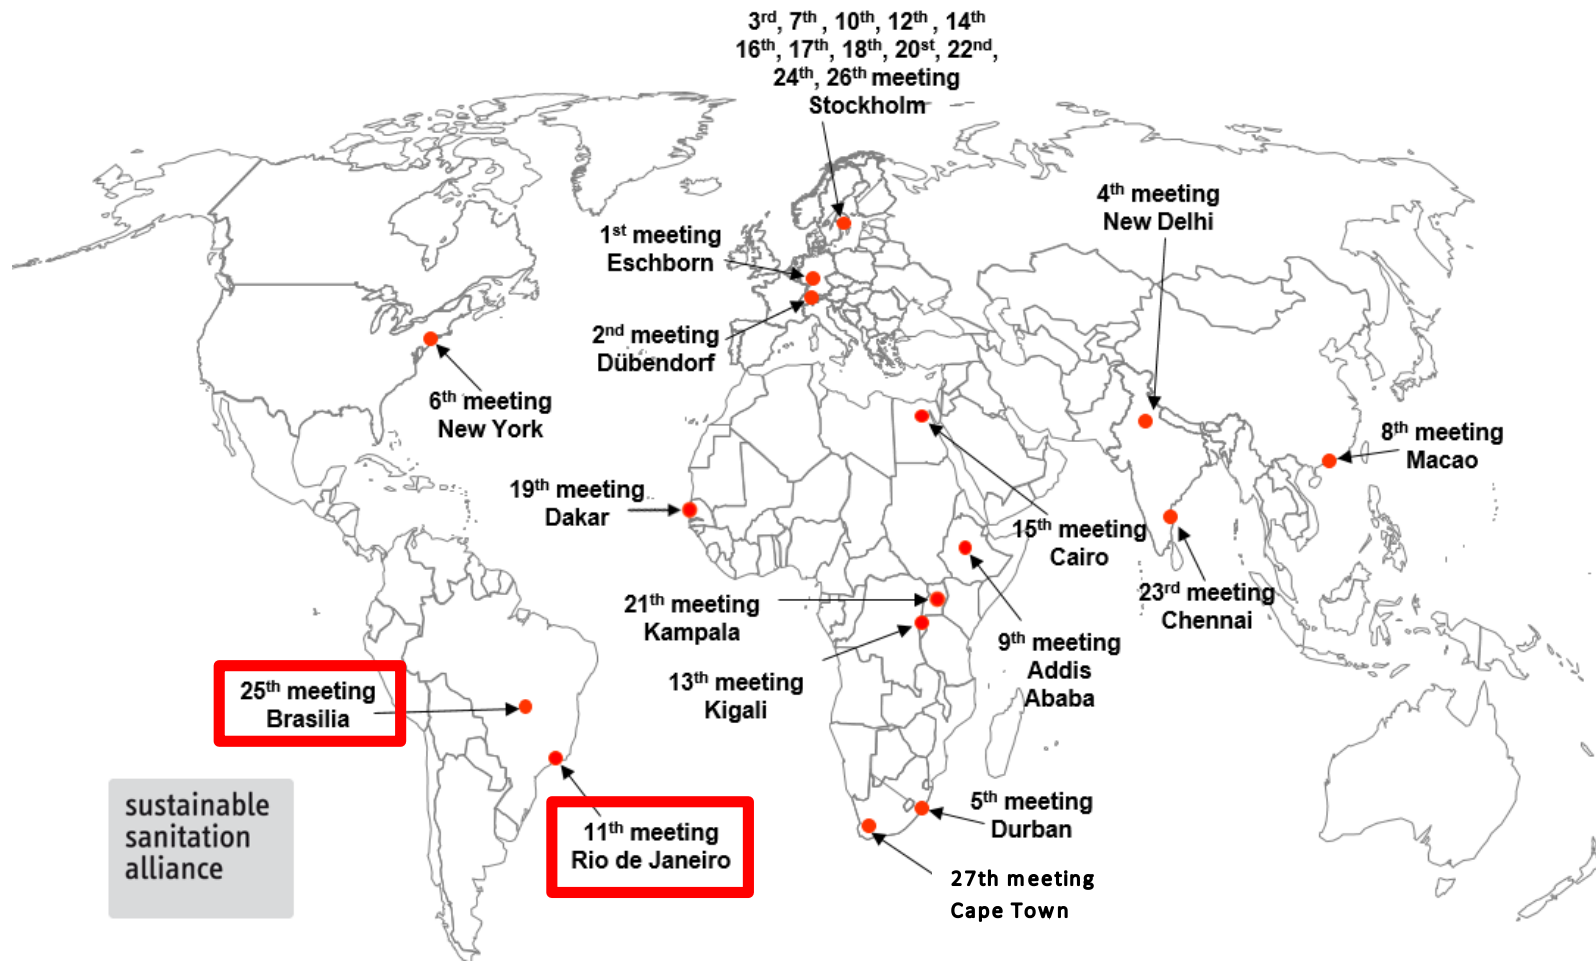 3rd, 7th , 10th, 12th, 14th
16th, 17th, 18th, 20st, 22nd,
24th, 26th meeting
Stockholm
4th meeting
New Delhi
1st meeting
Eschborn
2nd meeting
Dübendorf
6th meeting
New York
8th meeting
Macao
19th meeting
Dakar
15th meeting
Cairo
23rd meeting
Chennai
21th meeting
Kampala
9th meeting
Addis
Ababa
13th meeting
Kigali
25th meeting
Brasilia
11th meeting
Rio de Janeiro
5th meeting
Durban
27th meeting
Cape Town
sustainable
sanitation
alliance